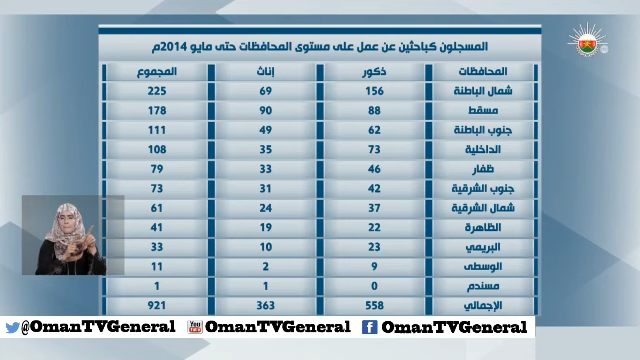 المسجلون كباحثين عن عمل على مستوى المحافظات حتى مايو 2014م
المحافظات ذكور إناث المجموع
شمال الباطنة 156 69 225
مسقط 88 90 178
جنوب الباطنة 62 49 111
الداخلية 73 35 108
ظفار 46 33 79
جنوب الشرقية 42 31 73
شمال الشرقية 37 24 61
الظاهرة 22 19 41
البريمي 23 10 33
الوسطى 9 2 11
مسندم 0 1 1
الإجمالي 558 363 921
@OmanTVGeneral You Tube OmanTVGeneral f OmanTVGeneral